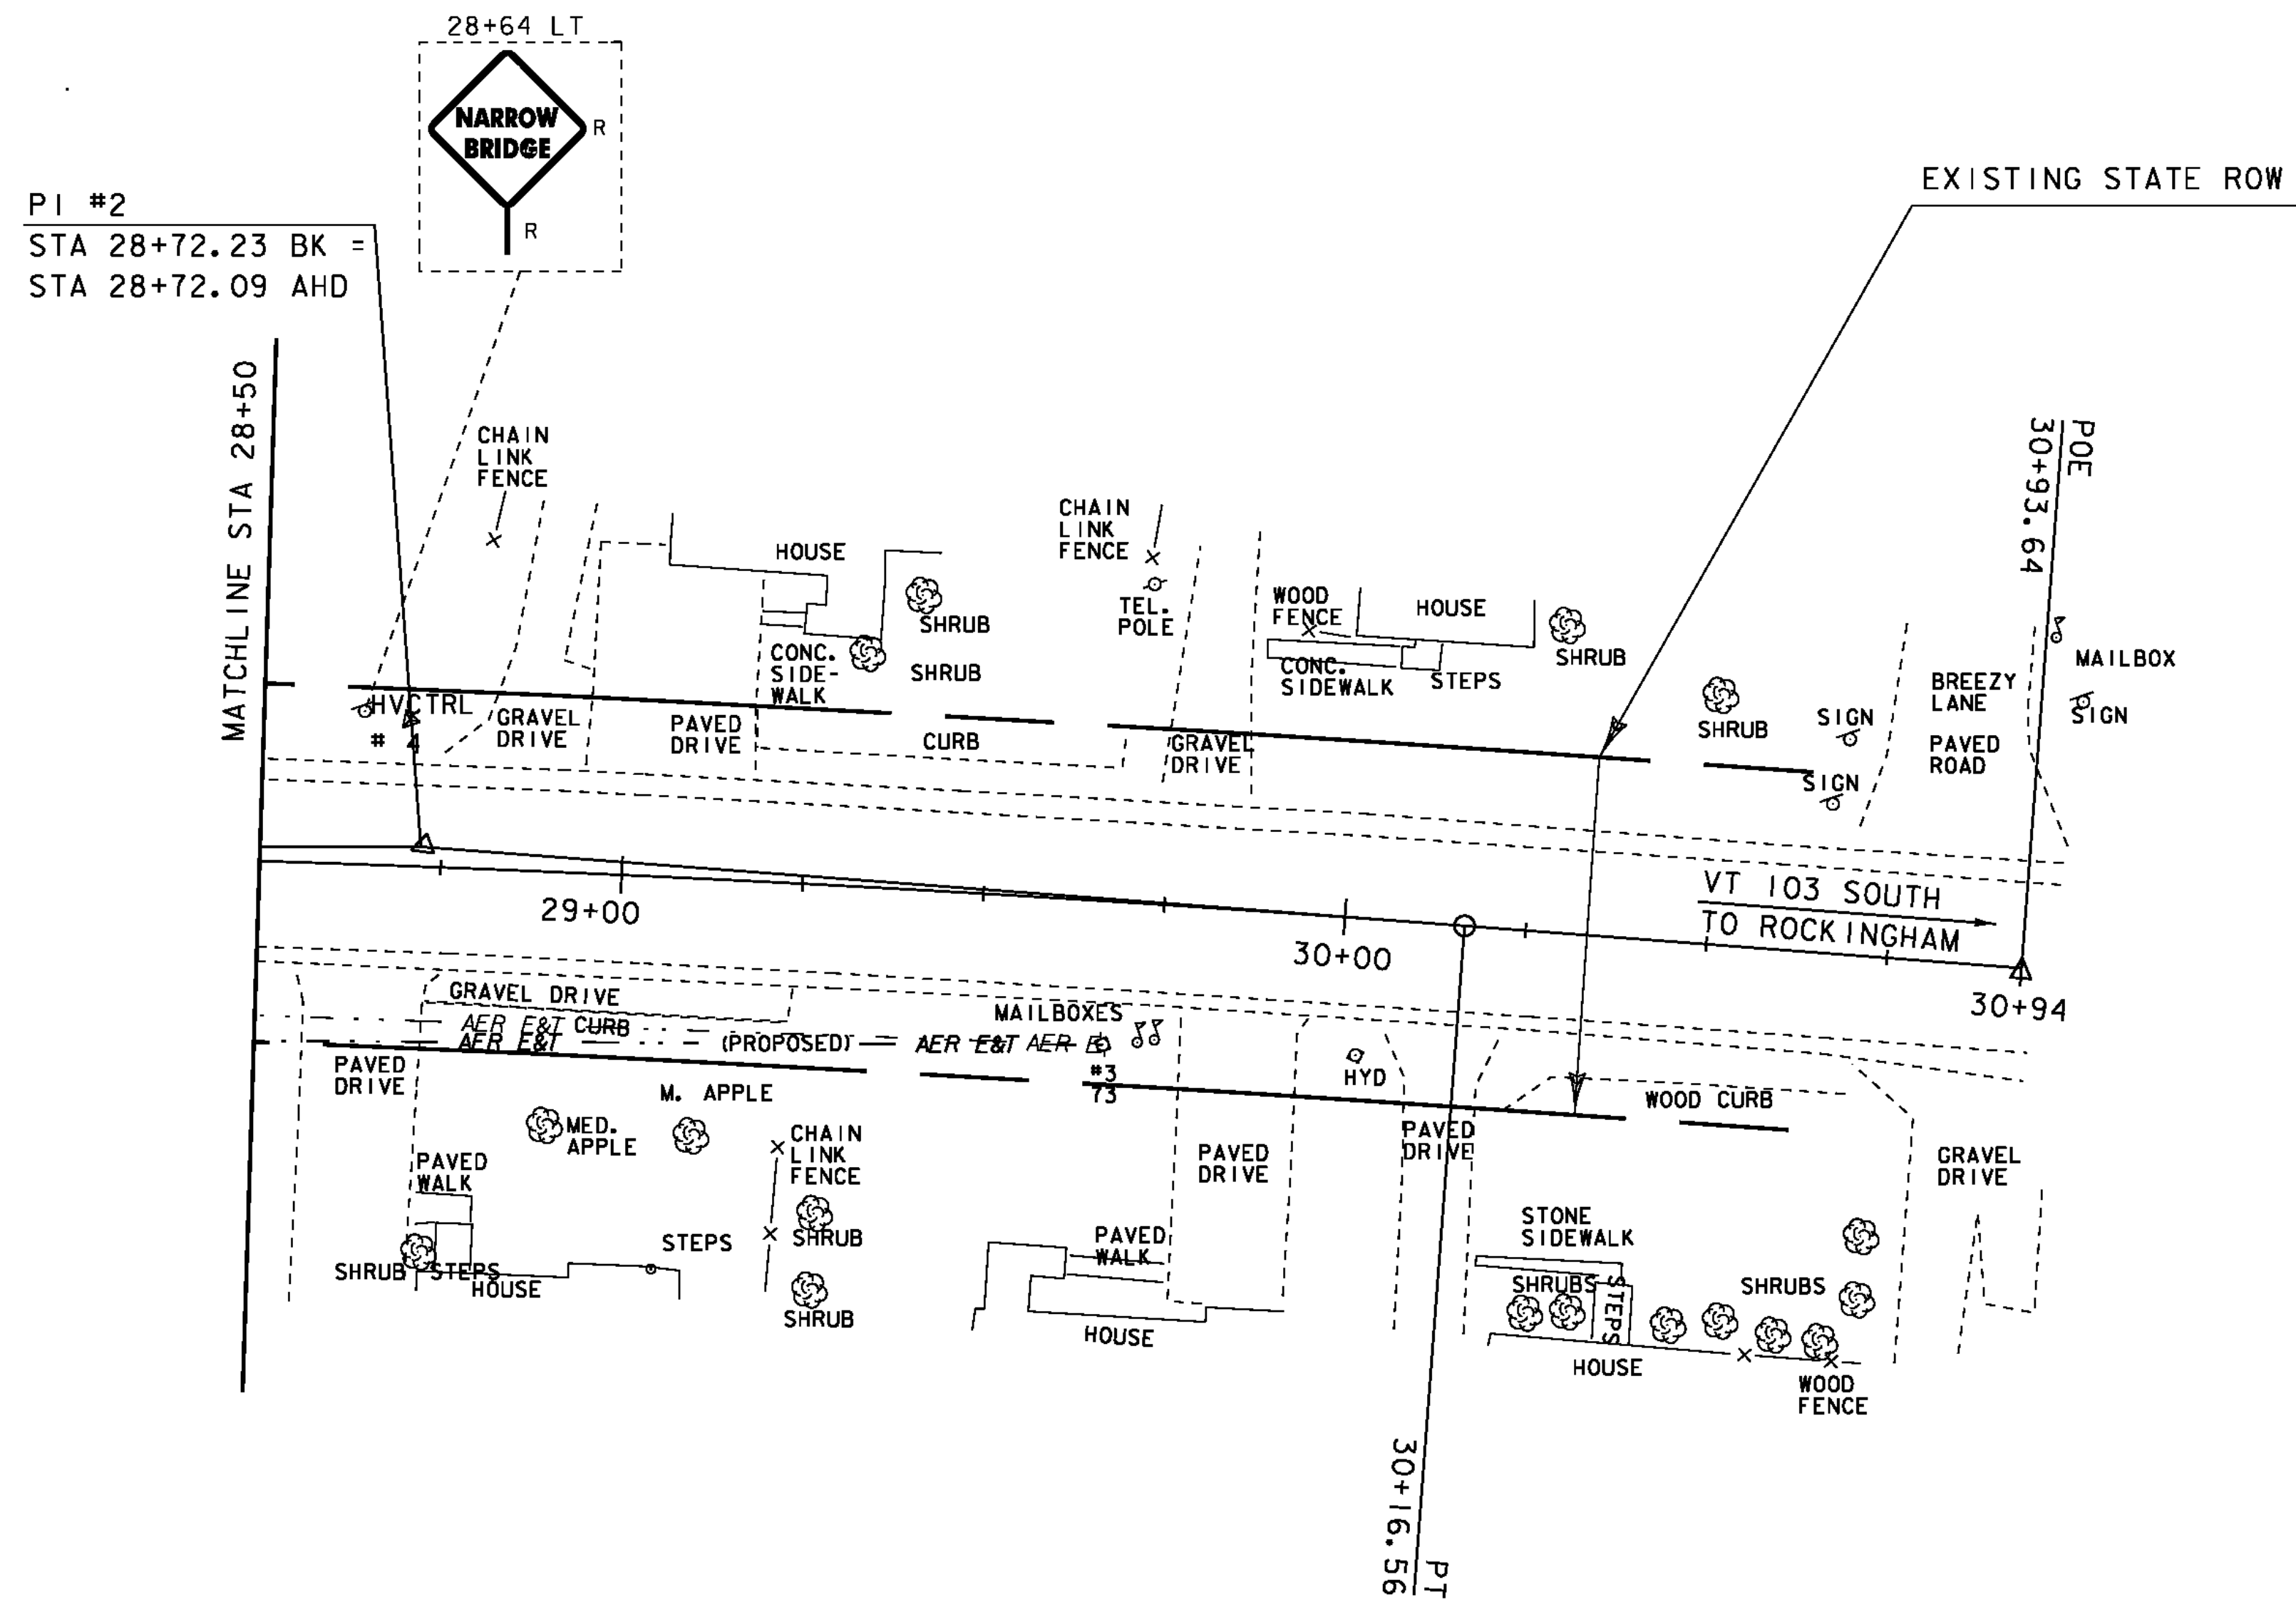 28+64 LT
NARROW
BRIDGE
R
R
PI #2
STA 28+72.23 BK =
STA 28+72.09 AHD
EXISTING STATE ROW
MATCHLINE STA 28+50
POE
30+93.64
CHAIN
LINK
FENCE
HOUSE
SHRUB
CONC.
SIDE-
WALK
SHRUB
CHAIN
LINK
FENCE
TEL.
POLE
WOOD
FENCE
HOUSE
CONC.
SIDEWALK
STEPS
SHRUB
SHRUB
SIGN
SIGN
BREEZY
LANE
PAVED
ROAD
MAILBOX
SIGN
HVCTRL
# 4
GRAVEL
DRIVE
PAVED
DRIVE
CURB
GRAVEL
DRIVE
29+00
30+00
VT 103 SOUTH
TO ROCKINGHAM
30+94
GRAVEL DRIVE
AER E&T CURB
AER E&T
(PROPOSED)
AER E&T AER E
MAILBOXES
#3
73
HYD
PAVED
DRIVE
M. APPLE
MED.
APPLE
PAVED
WALK
CHAIN
LINK
FENCE
SHRUB
SHRUB
STEPS
SHRUB
STEPS
HOUSE
PAVED
WALK
HOUSE
PAVED
DRIVE
PAVED
DRIVE
WOOD CURB
GRAVEL
DRIVE
STONE
SIDEWALK
SHRUBS
STEPS
SHRUBS
HOUSE
WOOD
FENCE
PT
30+16.56